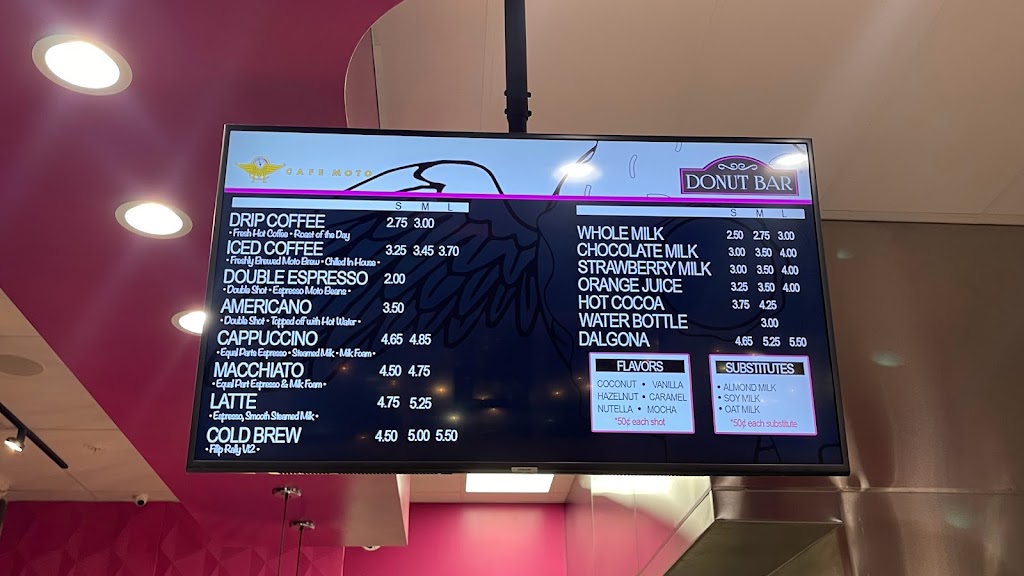 CAFE MOTO
DONUT BAR
S M L
DRIP COFFEE 2.75 3.00
• Fresh Hot Coffee • Roast of the Day
ICED COFFEE 3.25 3.45 3.70
• Freshly Brewed Moto Brew • Chilled In House •
DOUBLE ESPRESSO 2.00
• Double Shot • Espresso Moto Beans •
AMERICANO 3.50
• Double Shot • Topped off with Hot Water •
CAPPUCCINO 4.65 4.85
• Equal Parts Espresso • Steamed Milk • Milk Foam •
MACCHIATO 4.50 4.75
• Equal Part Espresso & Milk Foam •
LATTE 4.75 5.25
• Espresso, Smooth Steamed Milk •
COLD BREW 4.50 5.00 5.50
S M L
WHOLE MILK 2.50 2.75 3.00
CHOCOLATE MILK 3.00 3.50 4.00
STRAWBERRY MILK 3.00 3.50 4.00
ORANGE JUICE 3.25 3.50 4.00
HOT COCOA 3.75 4.25
WATER BOTTLE 3.00
DALGONA 4.65 5.25 5.50
FLAVORS
COCONUT • VANILLA
HAZELNUT • CARAMEL
NUTELLA • MOCHA
*50¢ each shot
SUBSTITUTES
• ALMOND MILK
• SOY MILK
• OAT MILK
*50¢ each substitute